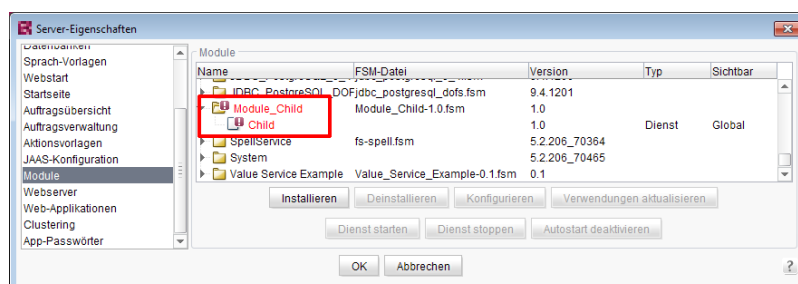 Server-Eigenschaften
Datenbanken
Sprach-Vorlagen
Webstart
Startseite
Auftragsübersicht
Auftragsverwaltung
Aktionsvorlagen
JAAS-Konfiguration
Module
Webserver
Web-Applikationen
Clustering
App-Passwörter
Module
Name FSM-Datei Version Typ Sichtbar
JDBC_PostgreSQL_DOF jdbc_postgresql_dofs.fsm 9.4.1201
Module_Child Module_Child-1.0.fsm 1.0
Child 1.0 Dienst Global
SpellService fs-spell.fsm 5.2.206_70364
System 5.2.206_70465
Value Service Example Value_Service_Example-0.1.fsm 0.1
Installieren Deinstallieren Konfigurieren Verwendungen aktualisieren
Dienst starten Dienst stoppen Autostart deaktivieren
OK Abbrechen ?